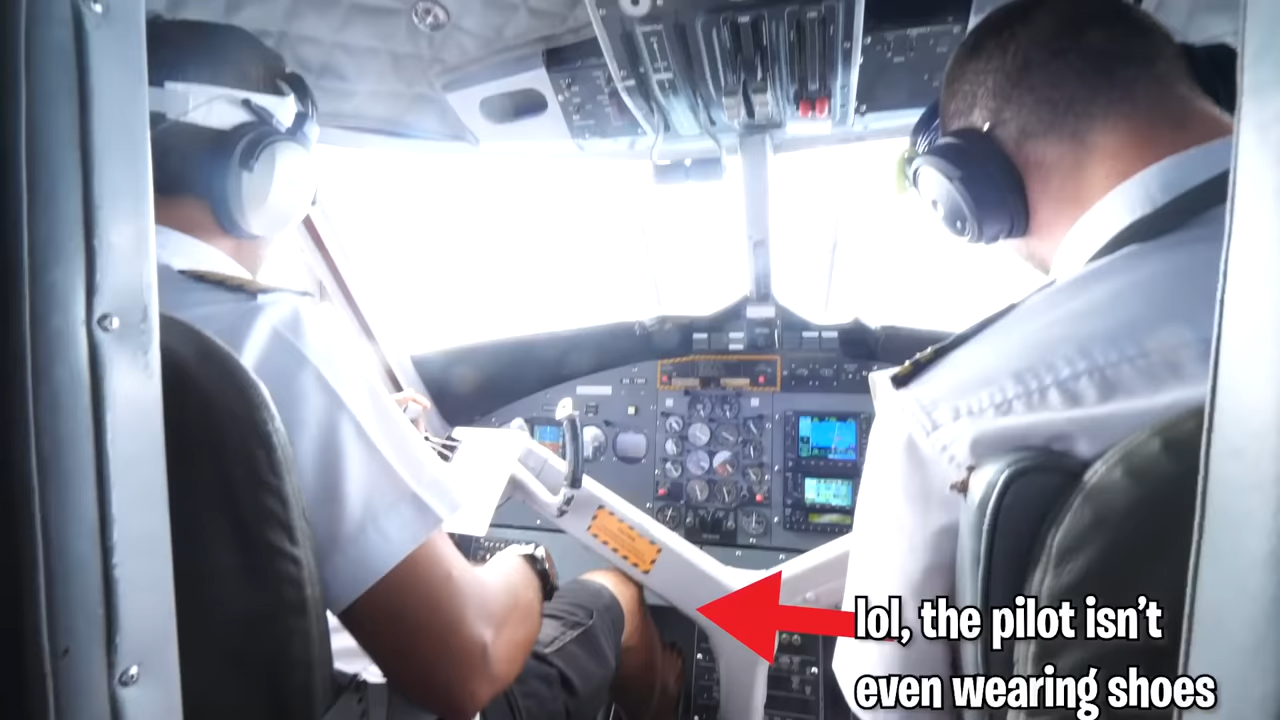 lol, the pilot isn't
even wearing shoes